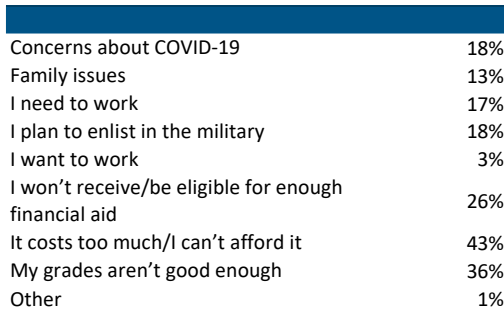 Concerns about COVID-19 18%
Family issues 13%
I need to work 17%
I plan to enlist in the military 18%
I want to work 3%
I won’t receive/be eligible for enough
financial aid 26%
It costs too much/I can’t afford it 43%
My grades aren’t good enough 36%
Other 1%